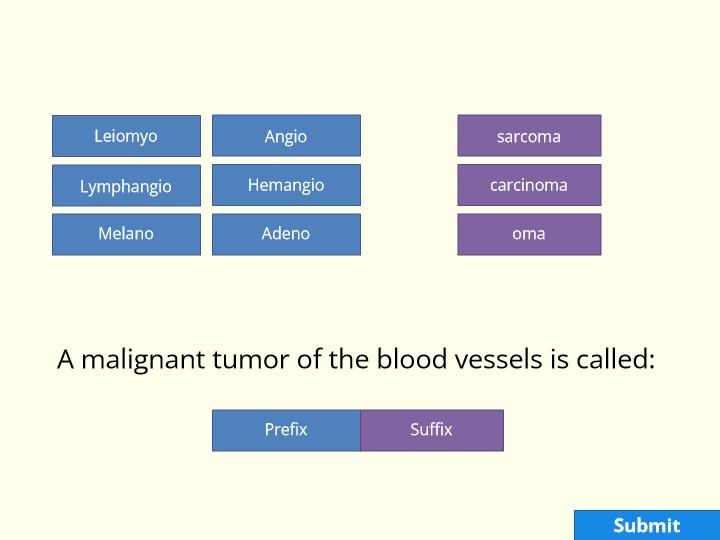 Leiomyo Angio sarcoma
Lymphangio Hemangio carcinoma
Melano Adeno oma
A malignant tumor of the blood vessels is called:
Prefix Suffix
Submit